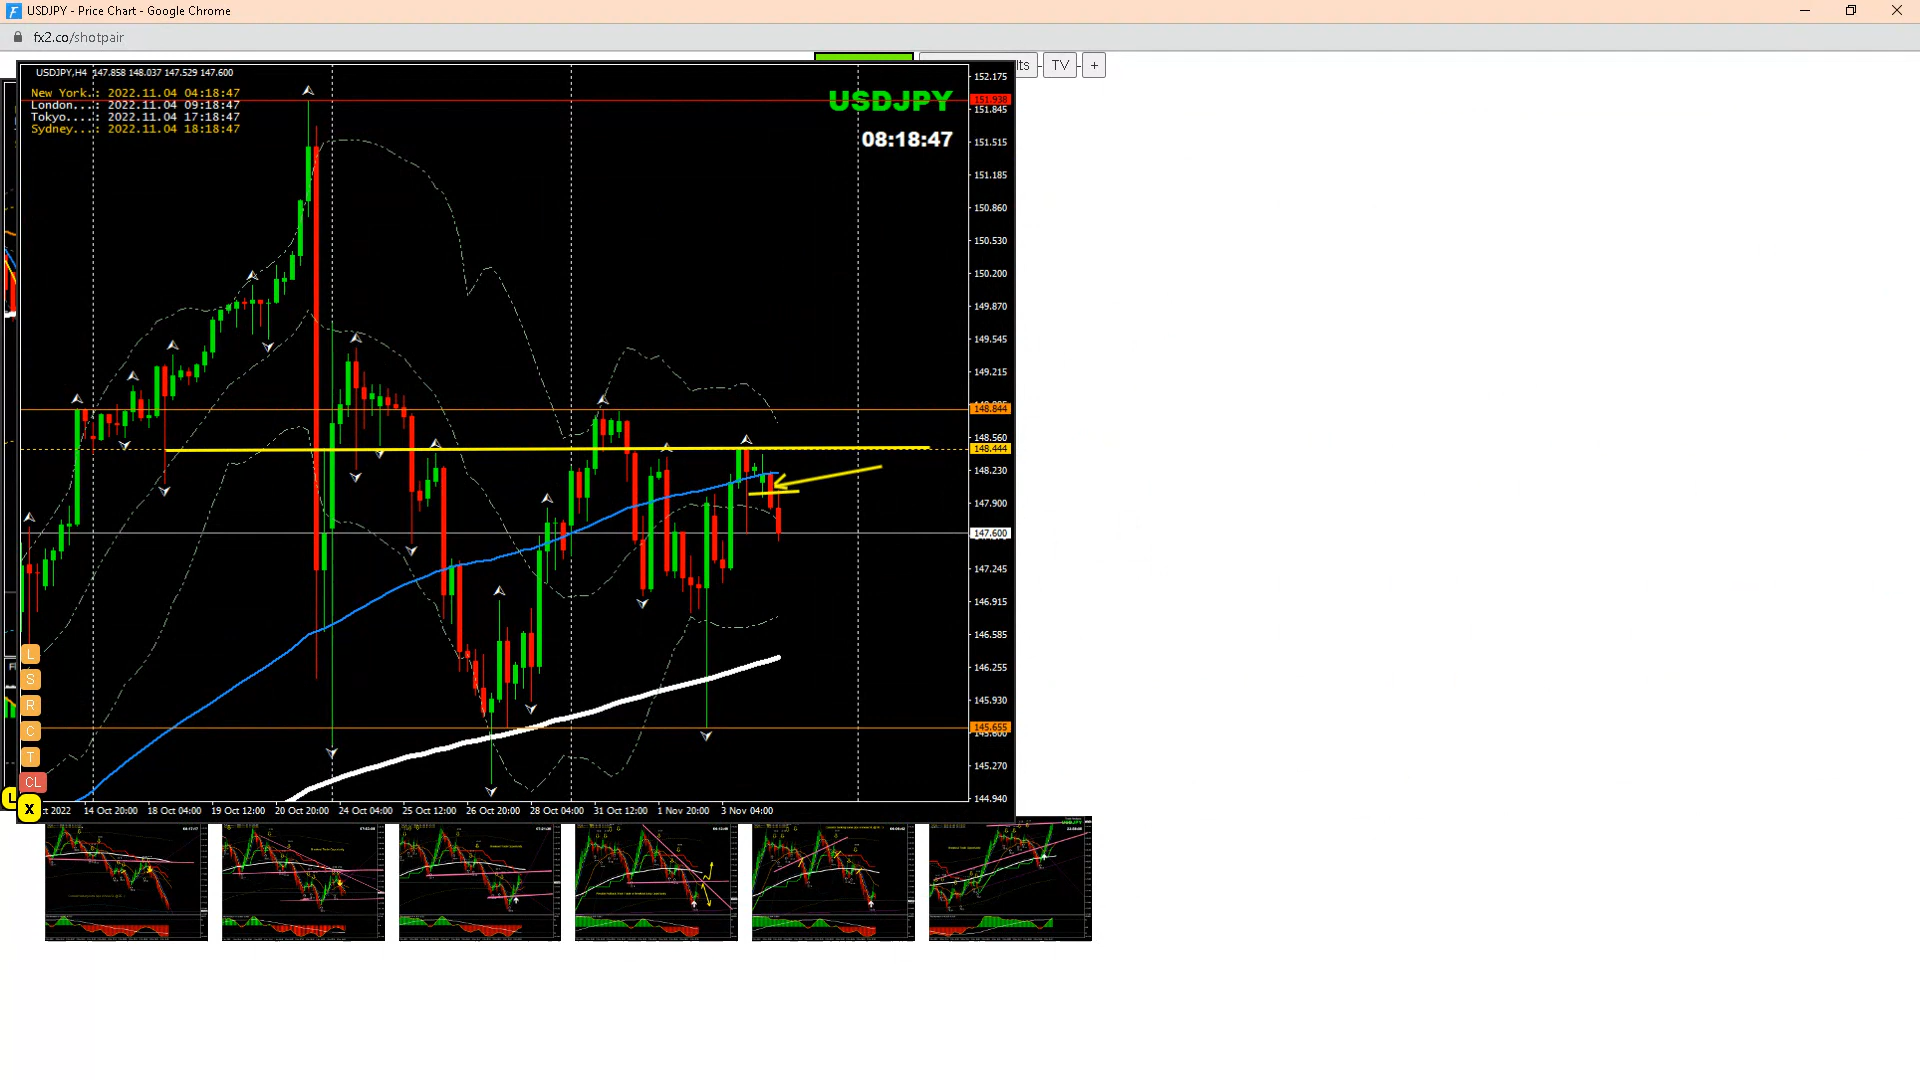 USDJPY - Price Chart - Google Chrome
fx2.co/shotpair
lts
TV
+
USDJPY,H4 147.858 148.037 147.529 147.600
New York.: 2022.11.04 04:18:47
London...: 2022.11.04 09:18:47
Tokyo....: 2022.11.04 17:18:47
Sydney...: 2022.11.04 18:18:47
USDJPY
08:18:47
152.175
151.938
151.845
151.515
151.185
150.860
150.530
150.200
149.870
149.545
149.215
148.844
148.560
148.444
148.230
147.900
147.600
147.245
146.915
146.585
146.255
145.930
145.655
145.600
145.270
144.940
L
S
R
C
T
CL
X
ct 2022
14 Oct 20:00
18 Oct 04:00
19 Oct 12:00
20 Oct 20:00
24 Oct 04:00
25 Oct 12:00
26 Oct 20:00
28 Oct 04:00
31 Oct 12:00
1 Nov 20:00
3 Nov 04:00